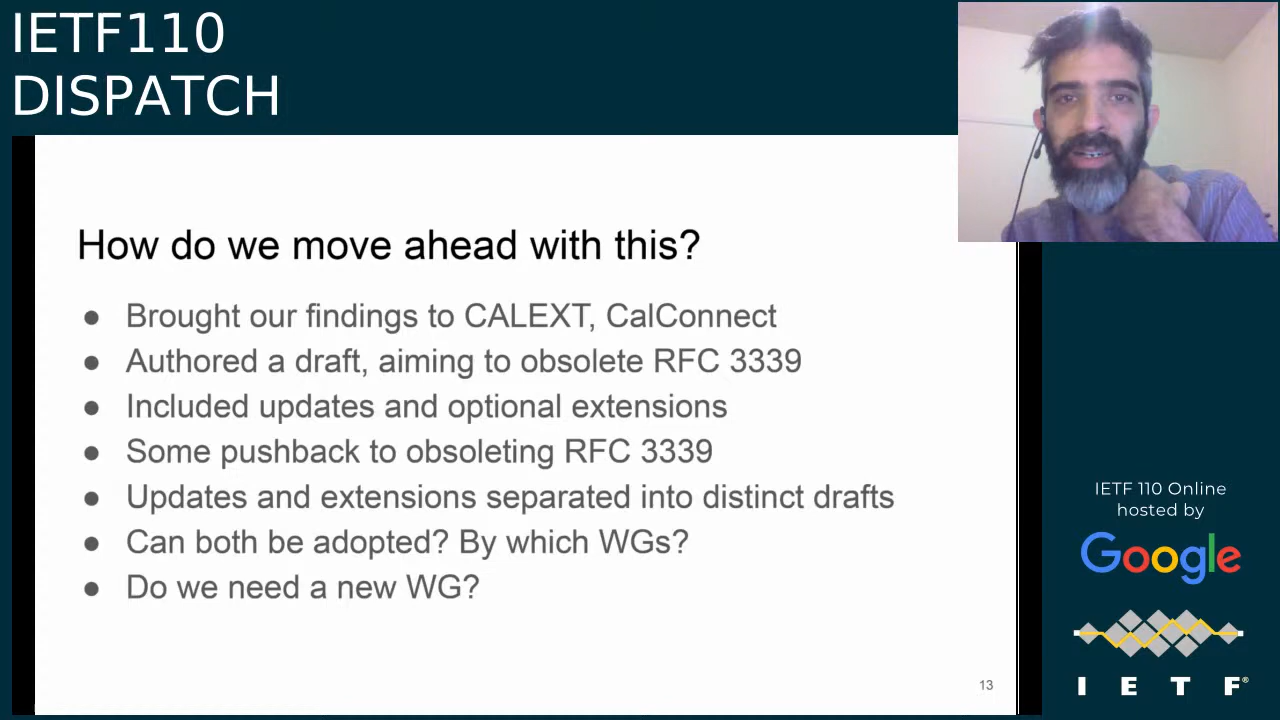 IETF110
DISPATCH
How do we move ahead with this?
● Brought our findings to CALEXT, CalConnect
● Authored a draft, aiming to obsolete RFC 3339
● Included updates and optional extensions
● Some pushback to obsoleting RFC 3339
● Updates and extensions separated into distinct drafts
● Can both be adopted? By which WGs?
● Do we need a new WG?
13
IETF 110 Online
hosted by
Google
I E T F®